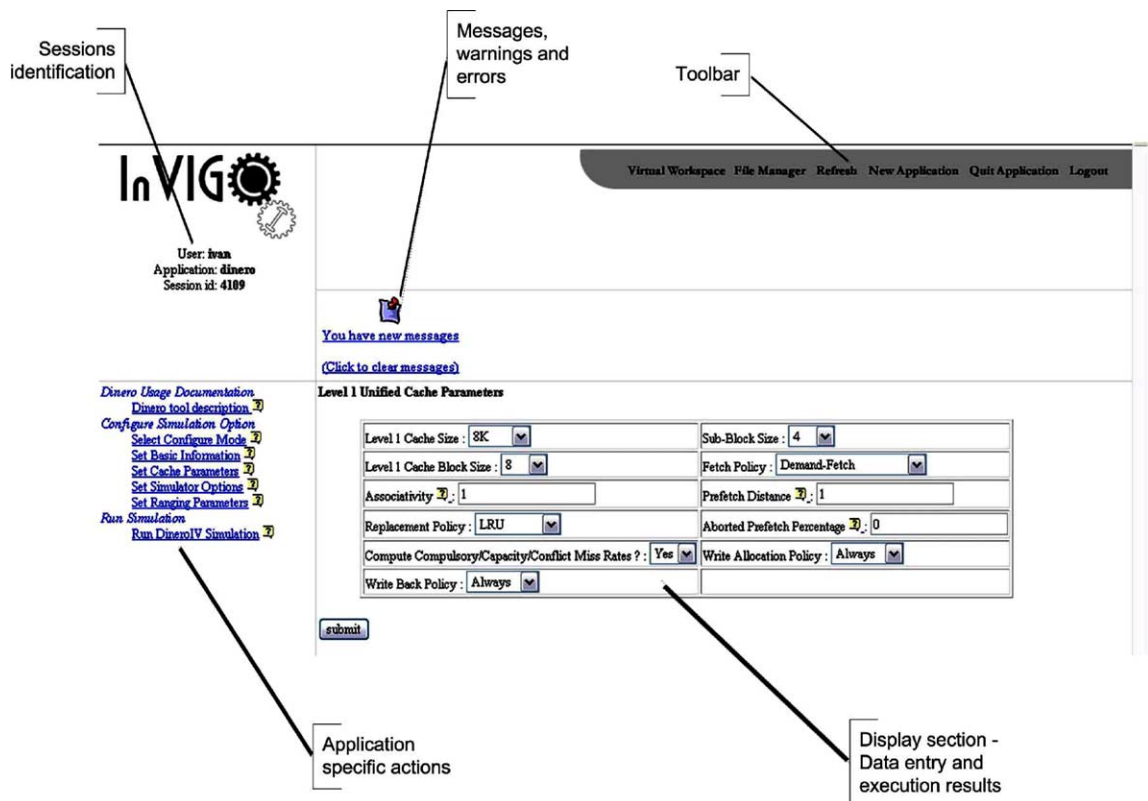 Sessions
identification
Messages,
warnings and
errors
Toolbar
In VIGO
Virtual Workspace File Manager Refresh New Application Quit Application Logout
User: ivan
Application: dinero
Session id: 4109
You have new messages
(Click to clear messages)
Dinero Usage Documentation
Dinero tool description ?
Configure Simulation Option
Select Configure Mode ?
Set Basic Information ?
Set Cache Parameters ?
Set Simulator Options ?
Set Ranging Parameters ?
Run Simulation
Run DineroIV Simulation ?
Level 1 Unified Cache Parameters
Level 1 Cache Size : 8K
Sub-Block Size : 4
Level 1 Cache Block Size : 8
Fetch Policy : Demand-Fetch
Associativity ? : 1
Prefetch Distance ? : 1
Replacement Policy : LRU
Aborted Prefetch Percentage ? : 0
Compute Compulsory/Capacity/Conflict Miss Rates ? : Yes
Write Allocation Policy : Always
Write Back Policy : Always
submit
Application
specific actions
Display section -
Data entry and
execution results